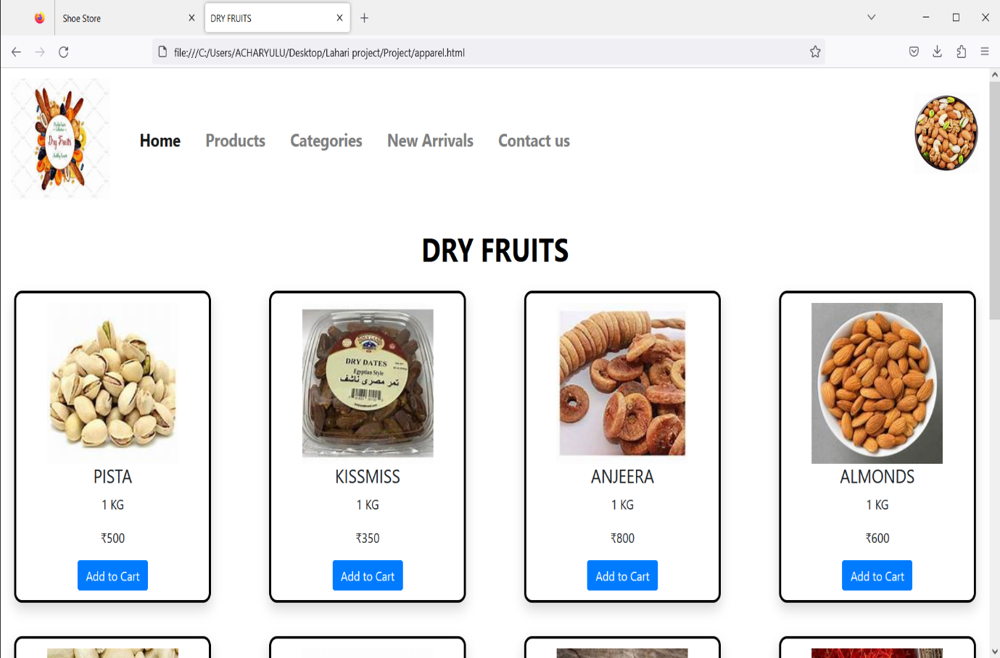 Shoe Store
DRY FRUITS
file:///C:/Users/ACHARYULU/Desktop/Lahari project/Project/apparel.html
Dry Fruits
Home
Products
Categories
New Arrivals
Contact us
DRY FRUITS
DRY DATES
Egyptian Style
تمر مصرى ناشف
PISTA
1 KG
₹500
Add to Cart
KISSMISS
1 KG
₹350
Add to Cart
ANJEERA
1 KG
₹800
Add to Cart
ALMONDS
1 KG
₹600
Add to Cart